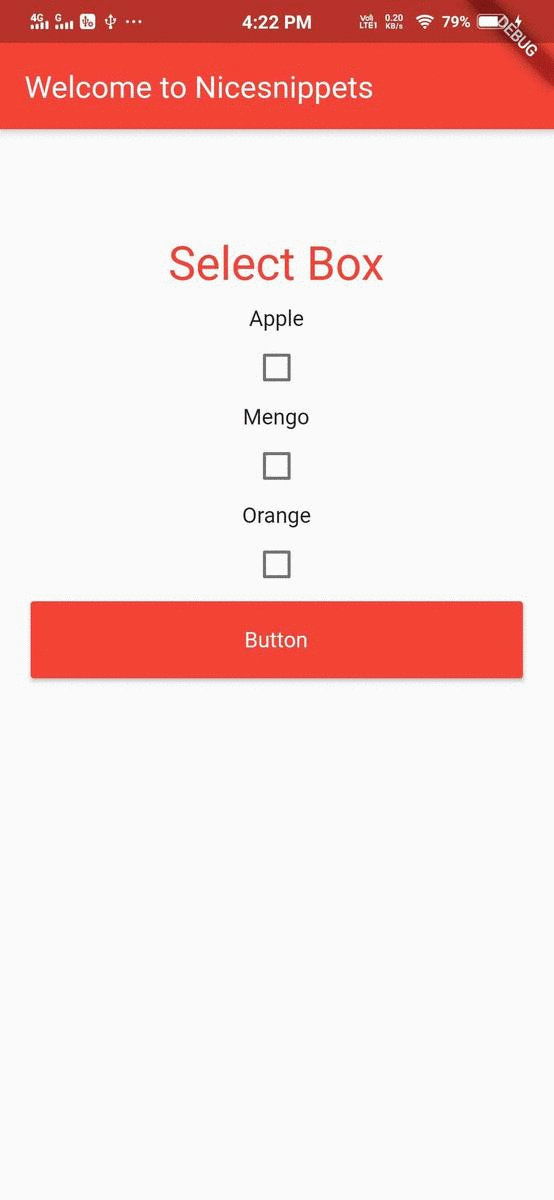 4G G 4:22 PM Vo) LTE1 0.20 KB/s 79%
DEBUG
Welcome to Nicesnippets
Select Box
Apple
Mengo
Orange
Button